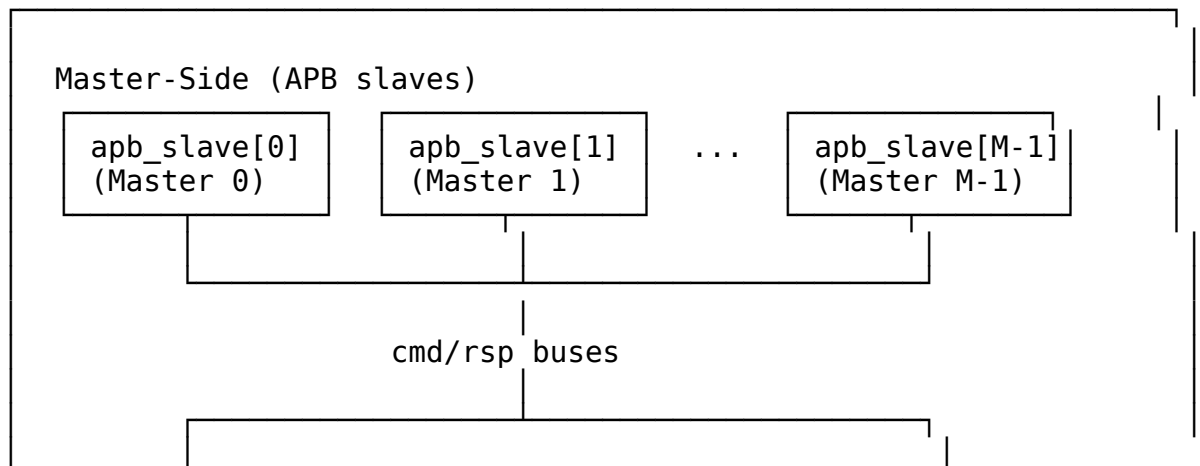 Master-Side (APB slaves)
apb_slave[0] apb_slave[1] ... apb_slave[M-1]
(Master 0) (Master 1) (Master M-1)
cmd/rsp buses